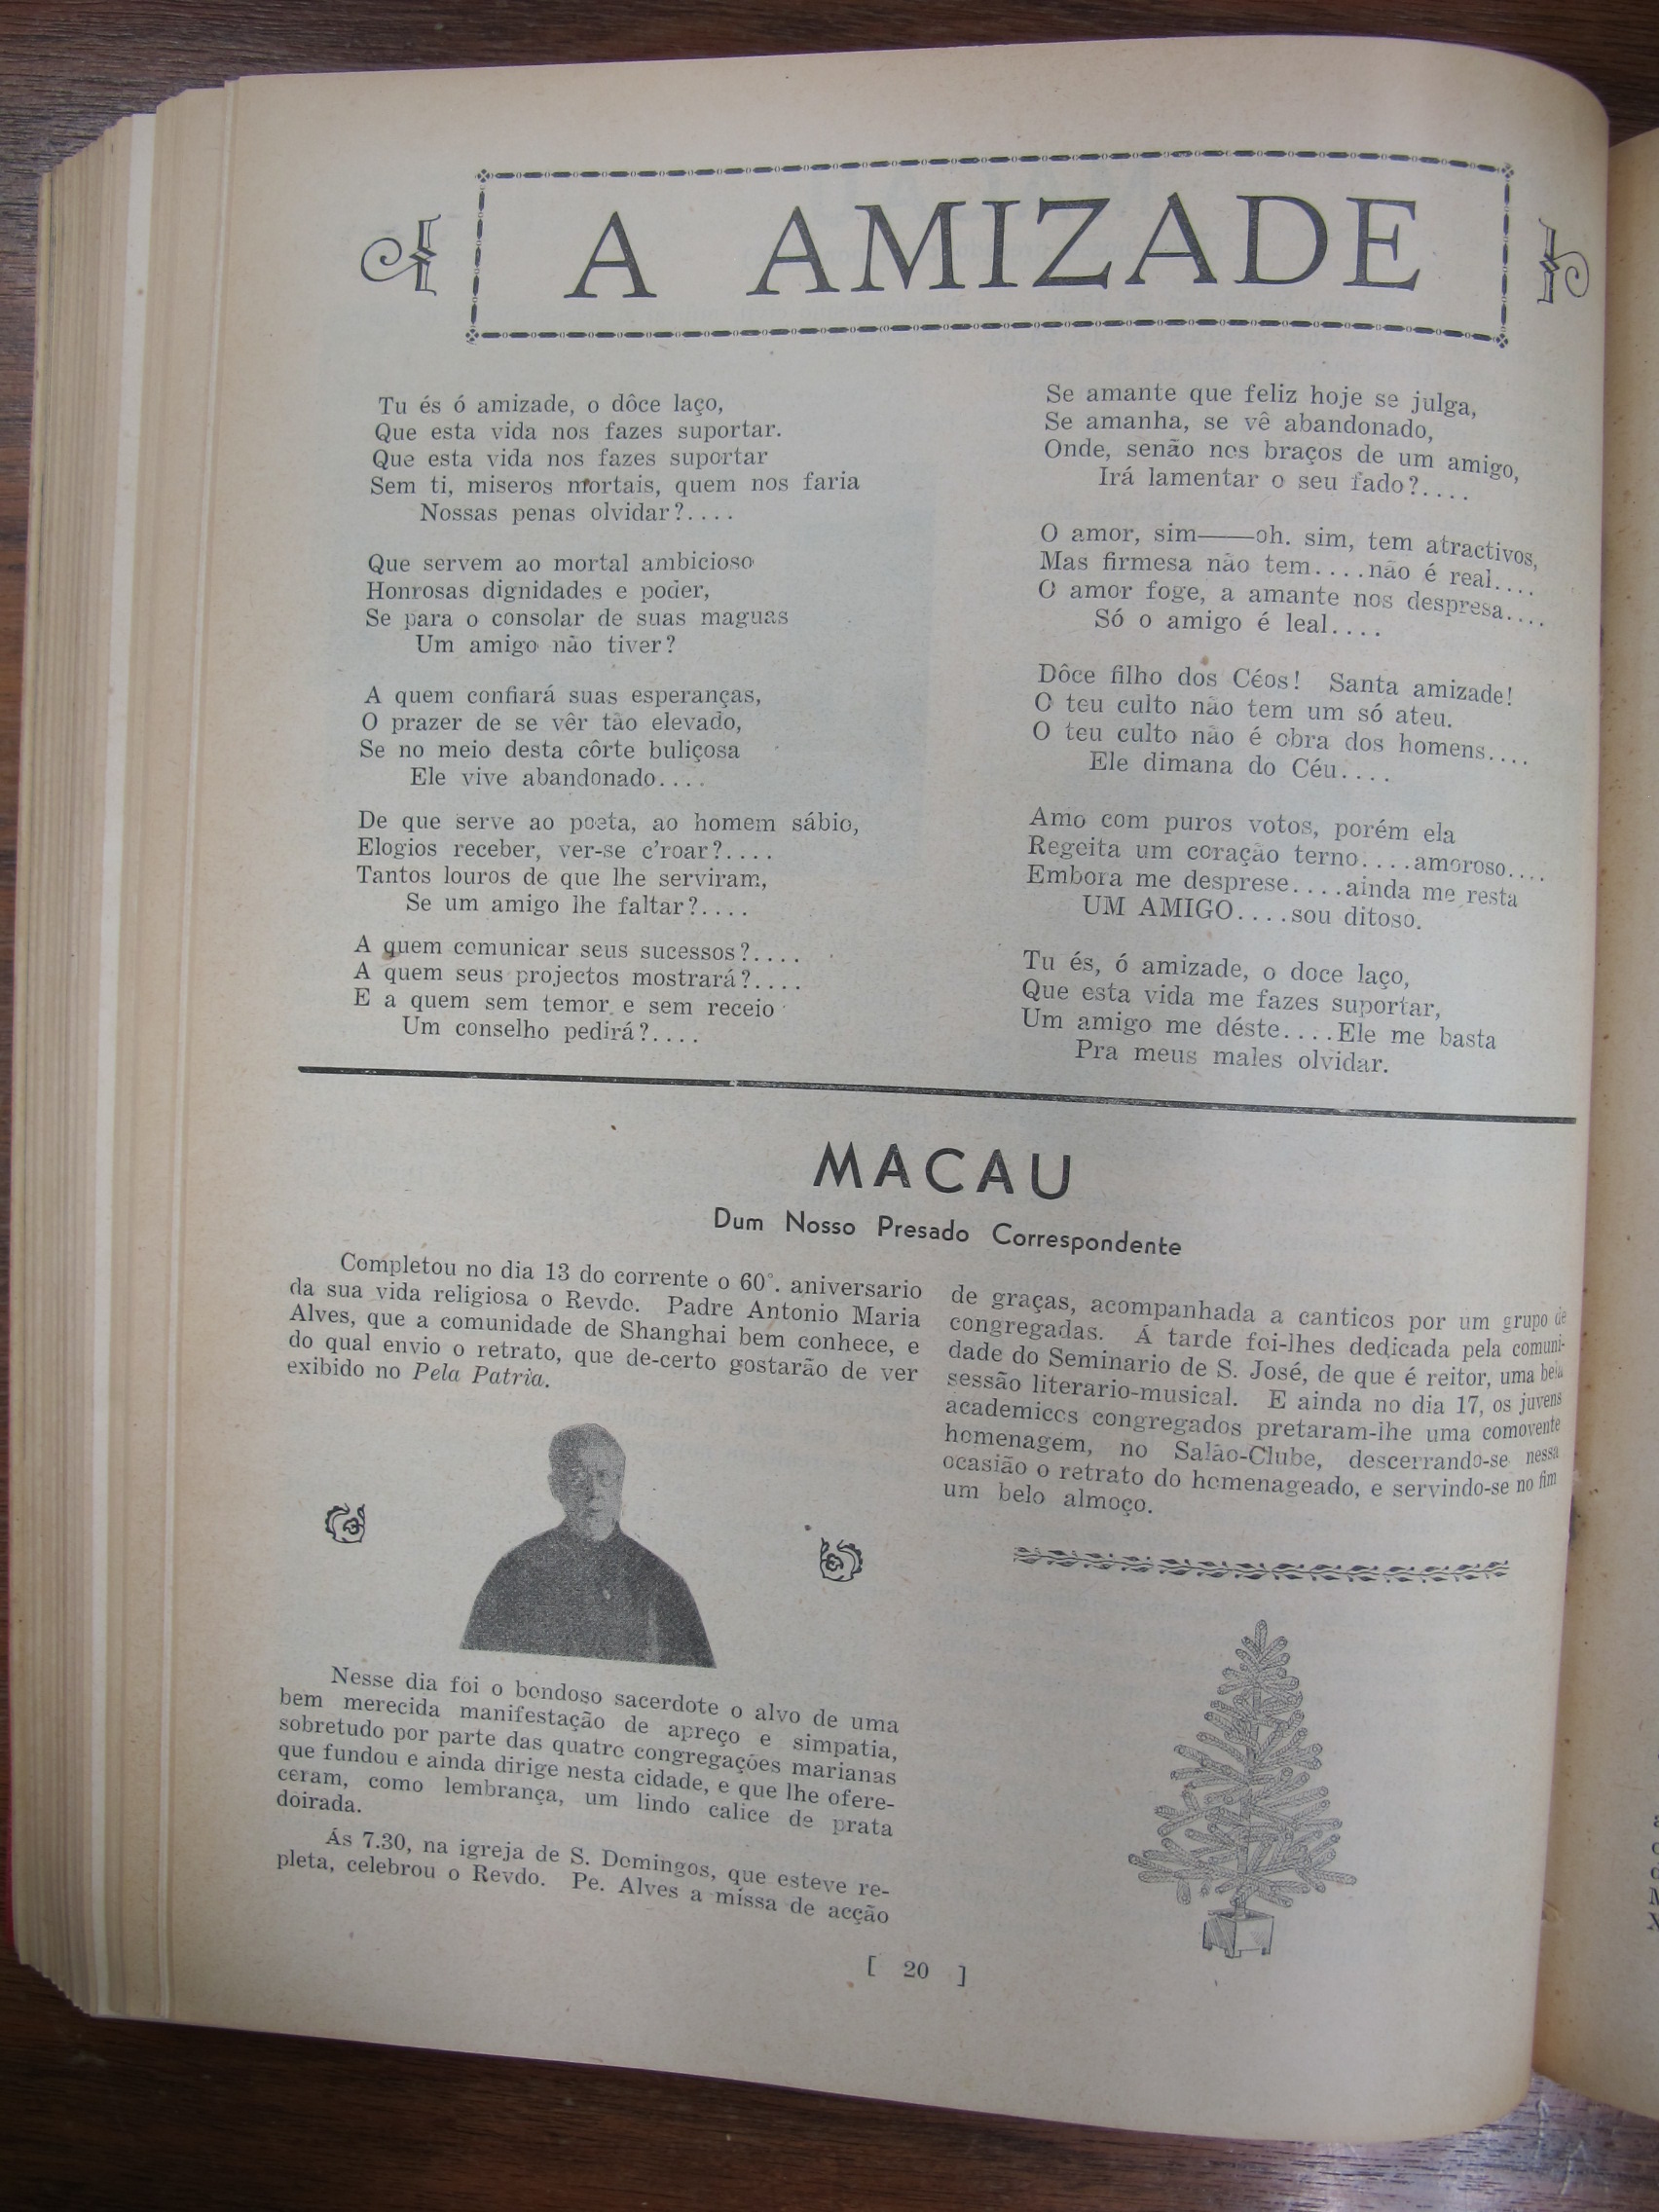 A AMIZADE
Tu és ó amizade, o dôce laço,
Que esta vida nos fazes suportar.
Que esta vida nos fazes suportar
Sem ti, miseros mortais, quem nos faria
Nossas penas olvidar?....
Que servem ao mortal ambicioso
Honrosas dignidades e poder,
Se para o consolar de suas maguas
Um amigo não tiver?
A quem confiará suas esperanças,
O prazer de se vêr tão elevado,
Se no meio desta côrte buliçosa
Ele vive abandonado....
De que serve ao poeta, ao homem sábio,
Elogios receber, ver-se c'roar?....
Tantos louros de que lhe serviram,
Se um amigo lhe faltar?....
A quem comunicar seus sucessos?....
A quem seus projectos mostrará?....
E a quem sem temor e sem receio
Um conselho pedirá?....
Se amante que feliz hoje se julga,
Se amanha, se vê abandonado,
Onde, senão nos braços de um amigo,
Irá lamentar o seu fado?....
O amor, sim——oh. sim, tem atractivos,
Mas firmesa não tem....não é real....
O amor foge, a amante nos despresa....
Só o amigo é leal....
Dôce filho dos Céos! Santa amizade!
O teu culto não tem um só ateu.
O teu culto não é obra dos homens....
Ele dimana do Céu....
Amo com puros votos, porém ela
Regeita um coração terno....amoroso....
Embora me desprese....ainda me resta
UM AMIGO....sou ditoso.
Tu és, ó amizade, o doce laço,
Que esta vida me fazes suportar,
Um amigo me déste....Ele me basta
Pra meus males olvidar.
MACAU
Dum Nosso Presado Correspondente
Completou no dia 13 do corrente o 60°. aniversario
da sua vida religiosa o Revdo. Padre Antonio Maria
Alves, que a comunidade de Shanghai bem conhece, e
do qual envio o retrato, que de-certo gostarão de ver
exibido no Pela Patria.
Nesse dia foi o bondoso sacerdote o alvo de uma
bem merecida manifestação de apreço e simpatia,
sobretudo por parte das quatro congregações marianas
que fundou e ainda dirige nesta cidade, e que lhe ofere-
ceram, como lembrança, um lindo calice de prata
doirada.
Ás 7.30, na igreja de S. Domingos, que esteve re-
pleta, celebrou o Revdo. Pe. Alves a missa de acção
de graças, acompanhada a canticos por um grupo de
congregadas. Á tarde foi-lhes dedicada pela comuni-
dade do Seminario de S. José, de que é reitor, uma bela
sessão literario-musical. E ainda no dia 17, os juvens
academicos congregados pretaram-lhe uma comovente
homenagem, no Salão-Clube, descerrando-se nessa
ocasião o retrato do homenageado, e servindo-se no fim
um belo almoço.
[ 20 ]